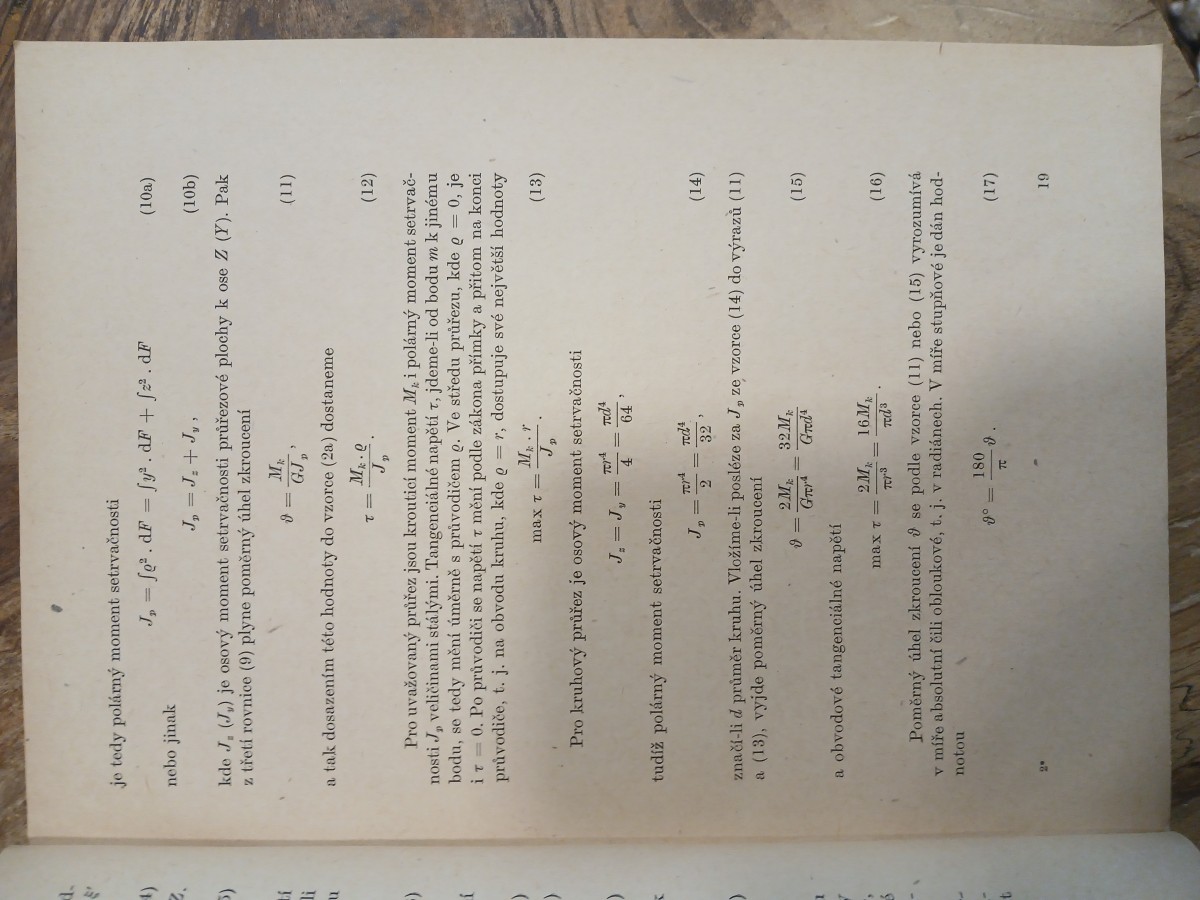 je tedy polárný moment setrvačnosti
J_p = ∫ϱ² . dF = ∫y² . dF + ∫z² . dF (10a)
nebo jinak
J_p = J_z + J_y , (10b)
kde J_z (J_y) je osový moment setrvačnosti průřezové plochy k ose Z (Y). Pak
z třetí rovnice (9) plyne poměrný úhel zkroucení
ϑ = M_k / GJ_p , (11)
a tak dosazením této hodnoty do vzorce (2a) dostaneme
τ = M_k . ϱ / J_p . (12)
Pro uvažovaný průřez jsou krouticí moment M_k i polárný moment setrvač-
nosti J_p veličinami stálými. Tangenciálné napětí τ, jdeme-li od bodu m k jinému
bodu, se tedy mění úměrně s průvodičem ϱ. Ve středu průřezu, kde ϱ = 0, je
i τ = 0. Po průvodiči se napětí τ mění podle zákona přímky a přitom na konci
průvodiče, t. j. na obvodu kruhu, kde ϱ = r, dostupuje své největší hodnoty
max τ = M_k . r / J_p . (13)
Pro kruhový průřez je osový moment setrvačnosti
J_z = J_y = πr⁴ / 4 = πd⁴ / 64 ,
tudíž polárný moment setrvačnosti
J_p = πr⁴ / 2 = πd⁴ / 32 , (14)
značí-li d průměr kruhu. Vložíme-li posléze za J_p ze vzorce (14) do výrazů (11)
a (13), vyjde poměrný úhel zkroucení
ϑ = 2M_k / Gπr⁴ = 32M_k / Gπd⁴ (15)
a obvodové tangenciálné napětí
max τ = 2M_k / πr³ = 16M_k / πd³ . (16)
Poměrný úhel zkroucení ϑ se podle vzorce (11) nebo (15) vyrozumívá
v míře absolutní čili obloukové, t. j. v radiánech. V míře stupňové je dán hod-
notou
ϑ° = 180 / π ϑ . (17)
2* 19